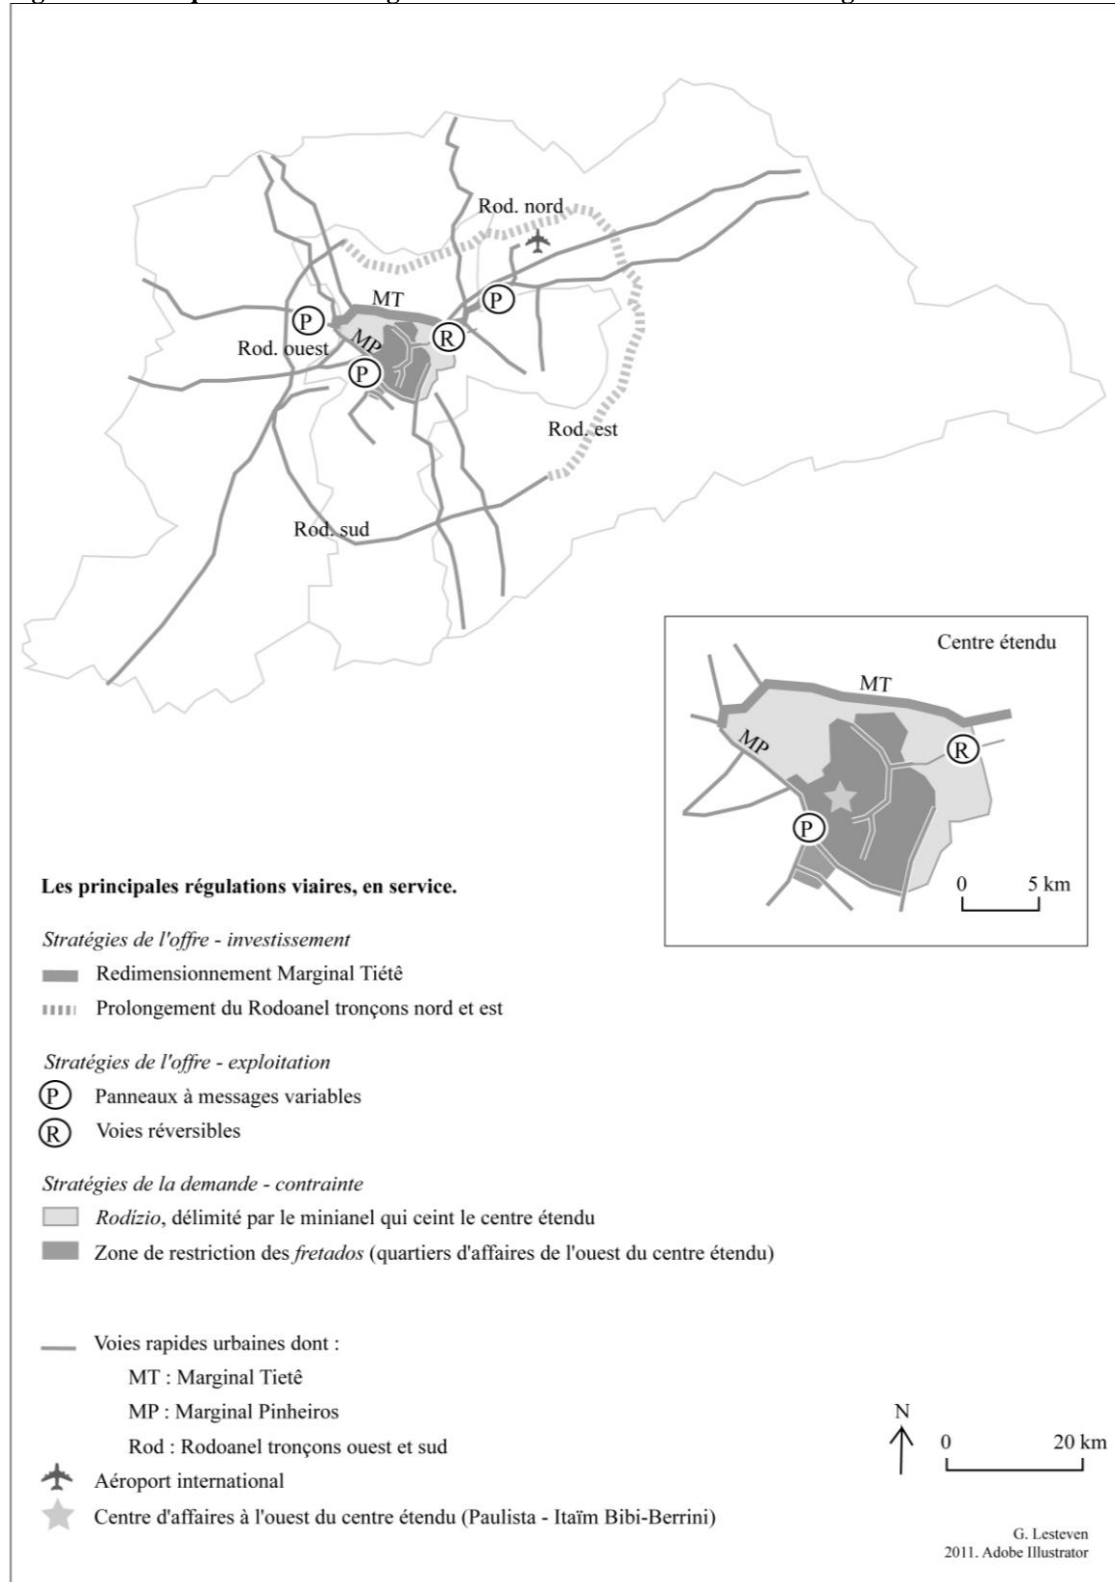 Rod. nord
MT
P
P
R
MP
Rod. ouest
P
Rod. est
Rod. sud
Centre étendu
MT
MP
R
P
0 5 km
Les principales régulations viaires, en service.
Stratégies de l'offre - investissement
Redimensionnement Marginal Tiétê
Prolongement du Rodoanel tronçons nord et est
Stratégies de l'offre - exploitation
P Panneaux à messages variables
R Voies réversibles
Stratégies de la demande - contrainte
Rodízio, délimité par le minianel qui ceint le centre étendu
Zone de restriction des fretados (quartiers d'affaires de l'ouest du centre étendu)
Voies rapides urbaines dont :
MT : Marginal Tietê
MP : Marginal Pinheiros
Rod : Rodoanel tronçons ouest et sud
Aéroport international
Centre d'affaires à l'ouest du centre étendu (Paulista - Itaïm Bibi-Berrini)
N
0 20 km
G. Lesteven
2011. Adobe Illustrator